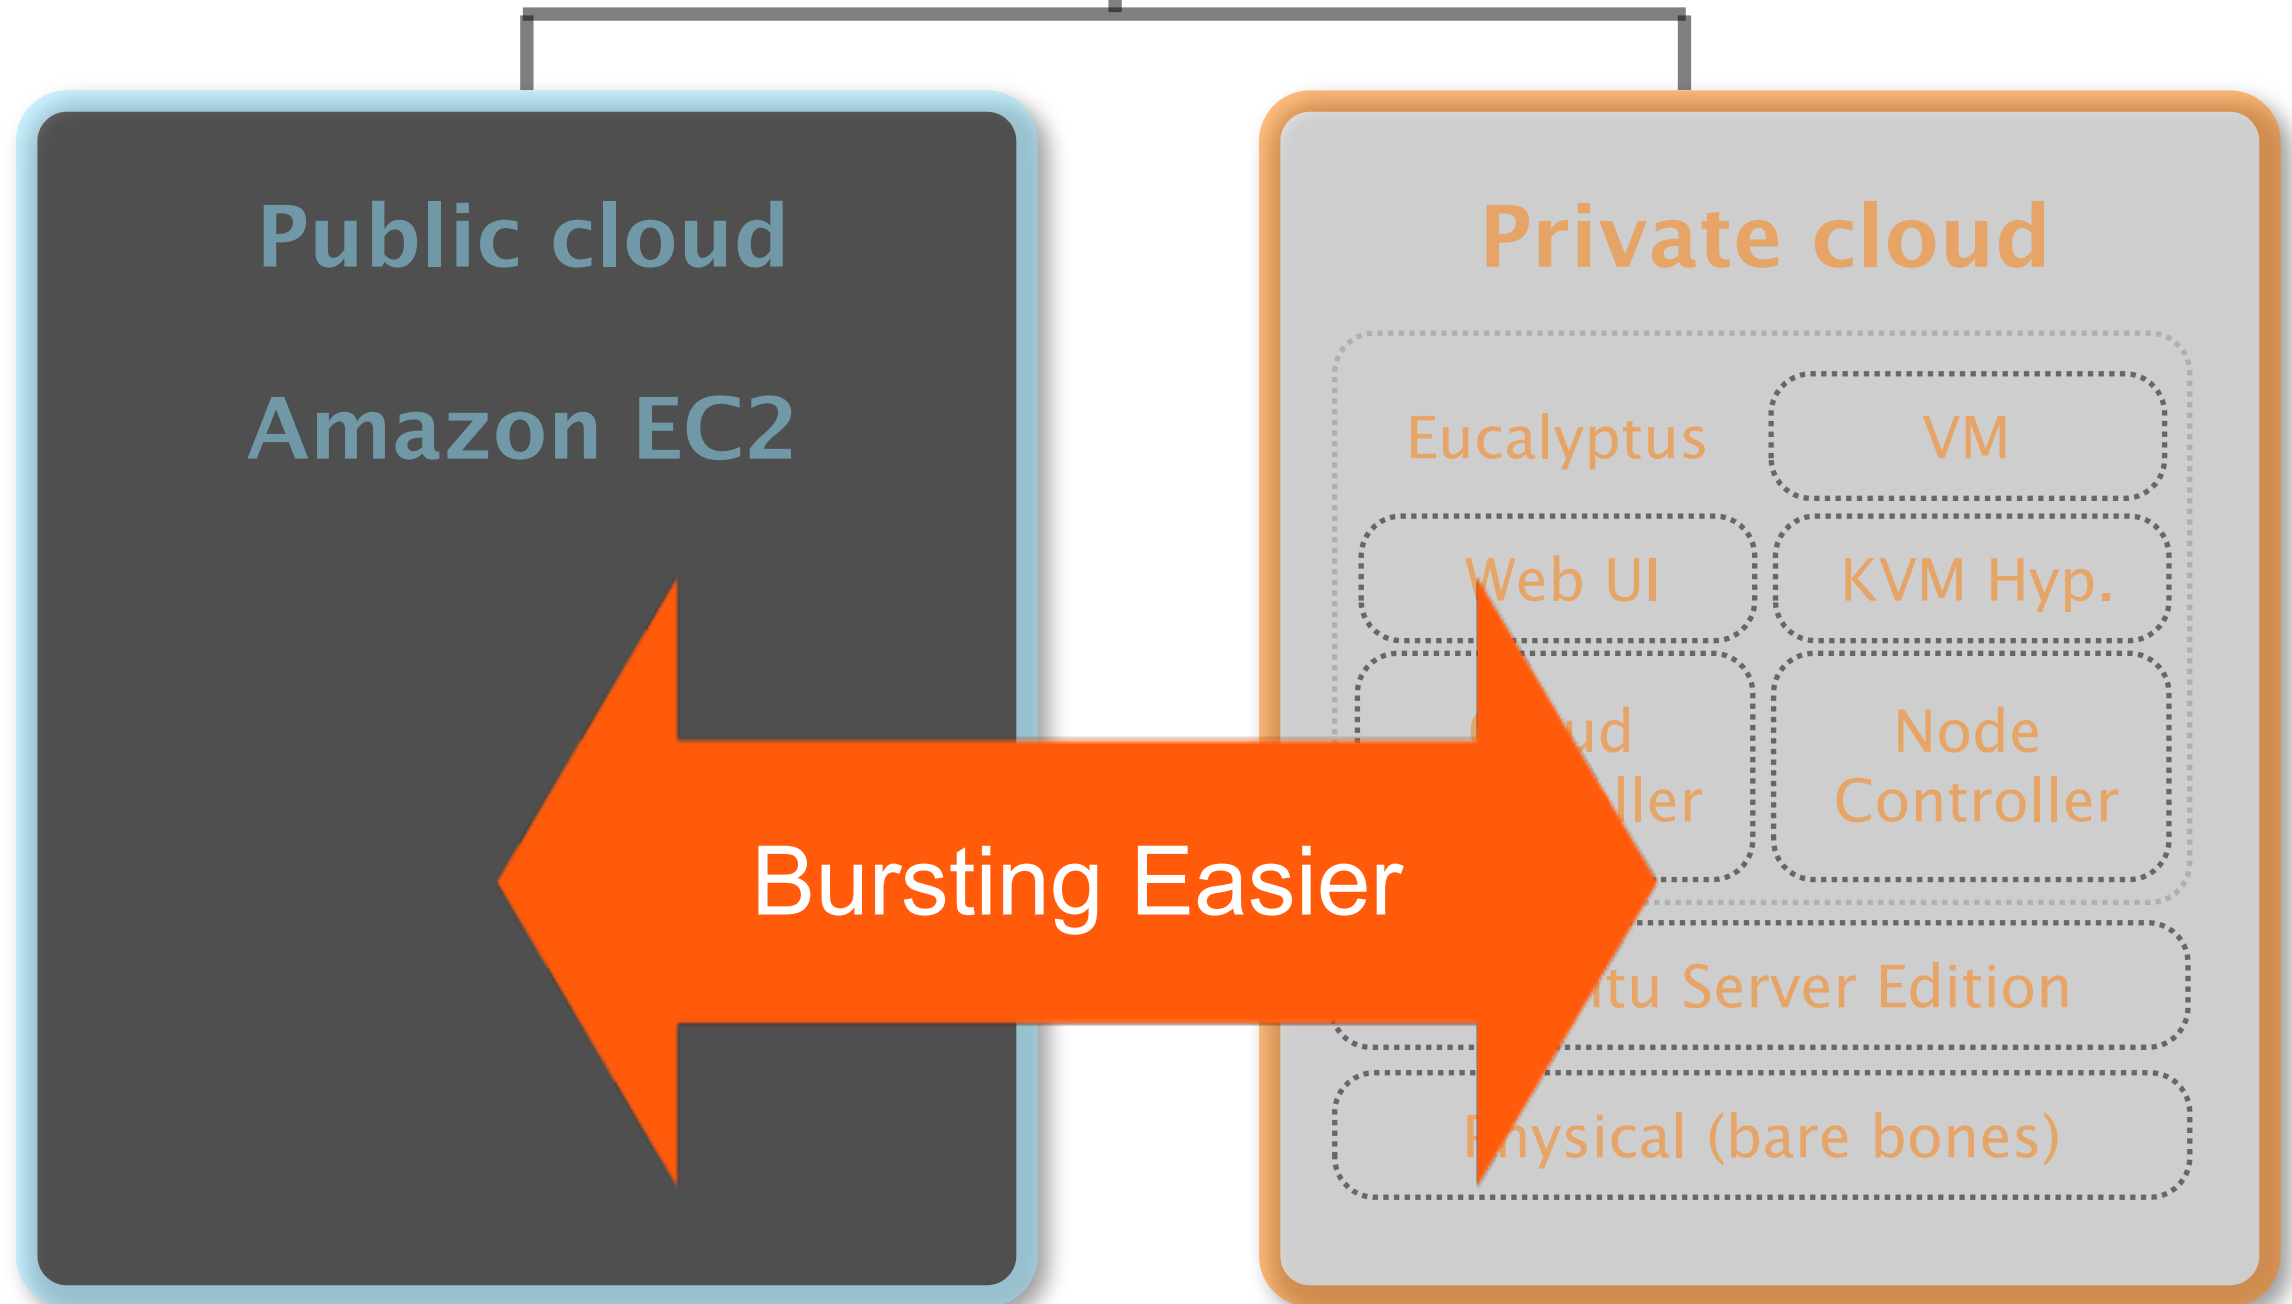 Public cloud
Amazon EC2
Private cloud
Eucalyptus
VM
Web UI
KVM Hyp.
Node
Controller
Bursting Easier
Server Edition
Physical (bare bones)